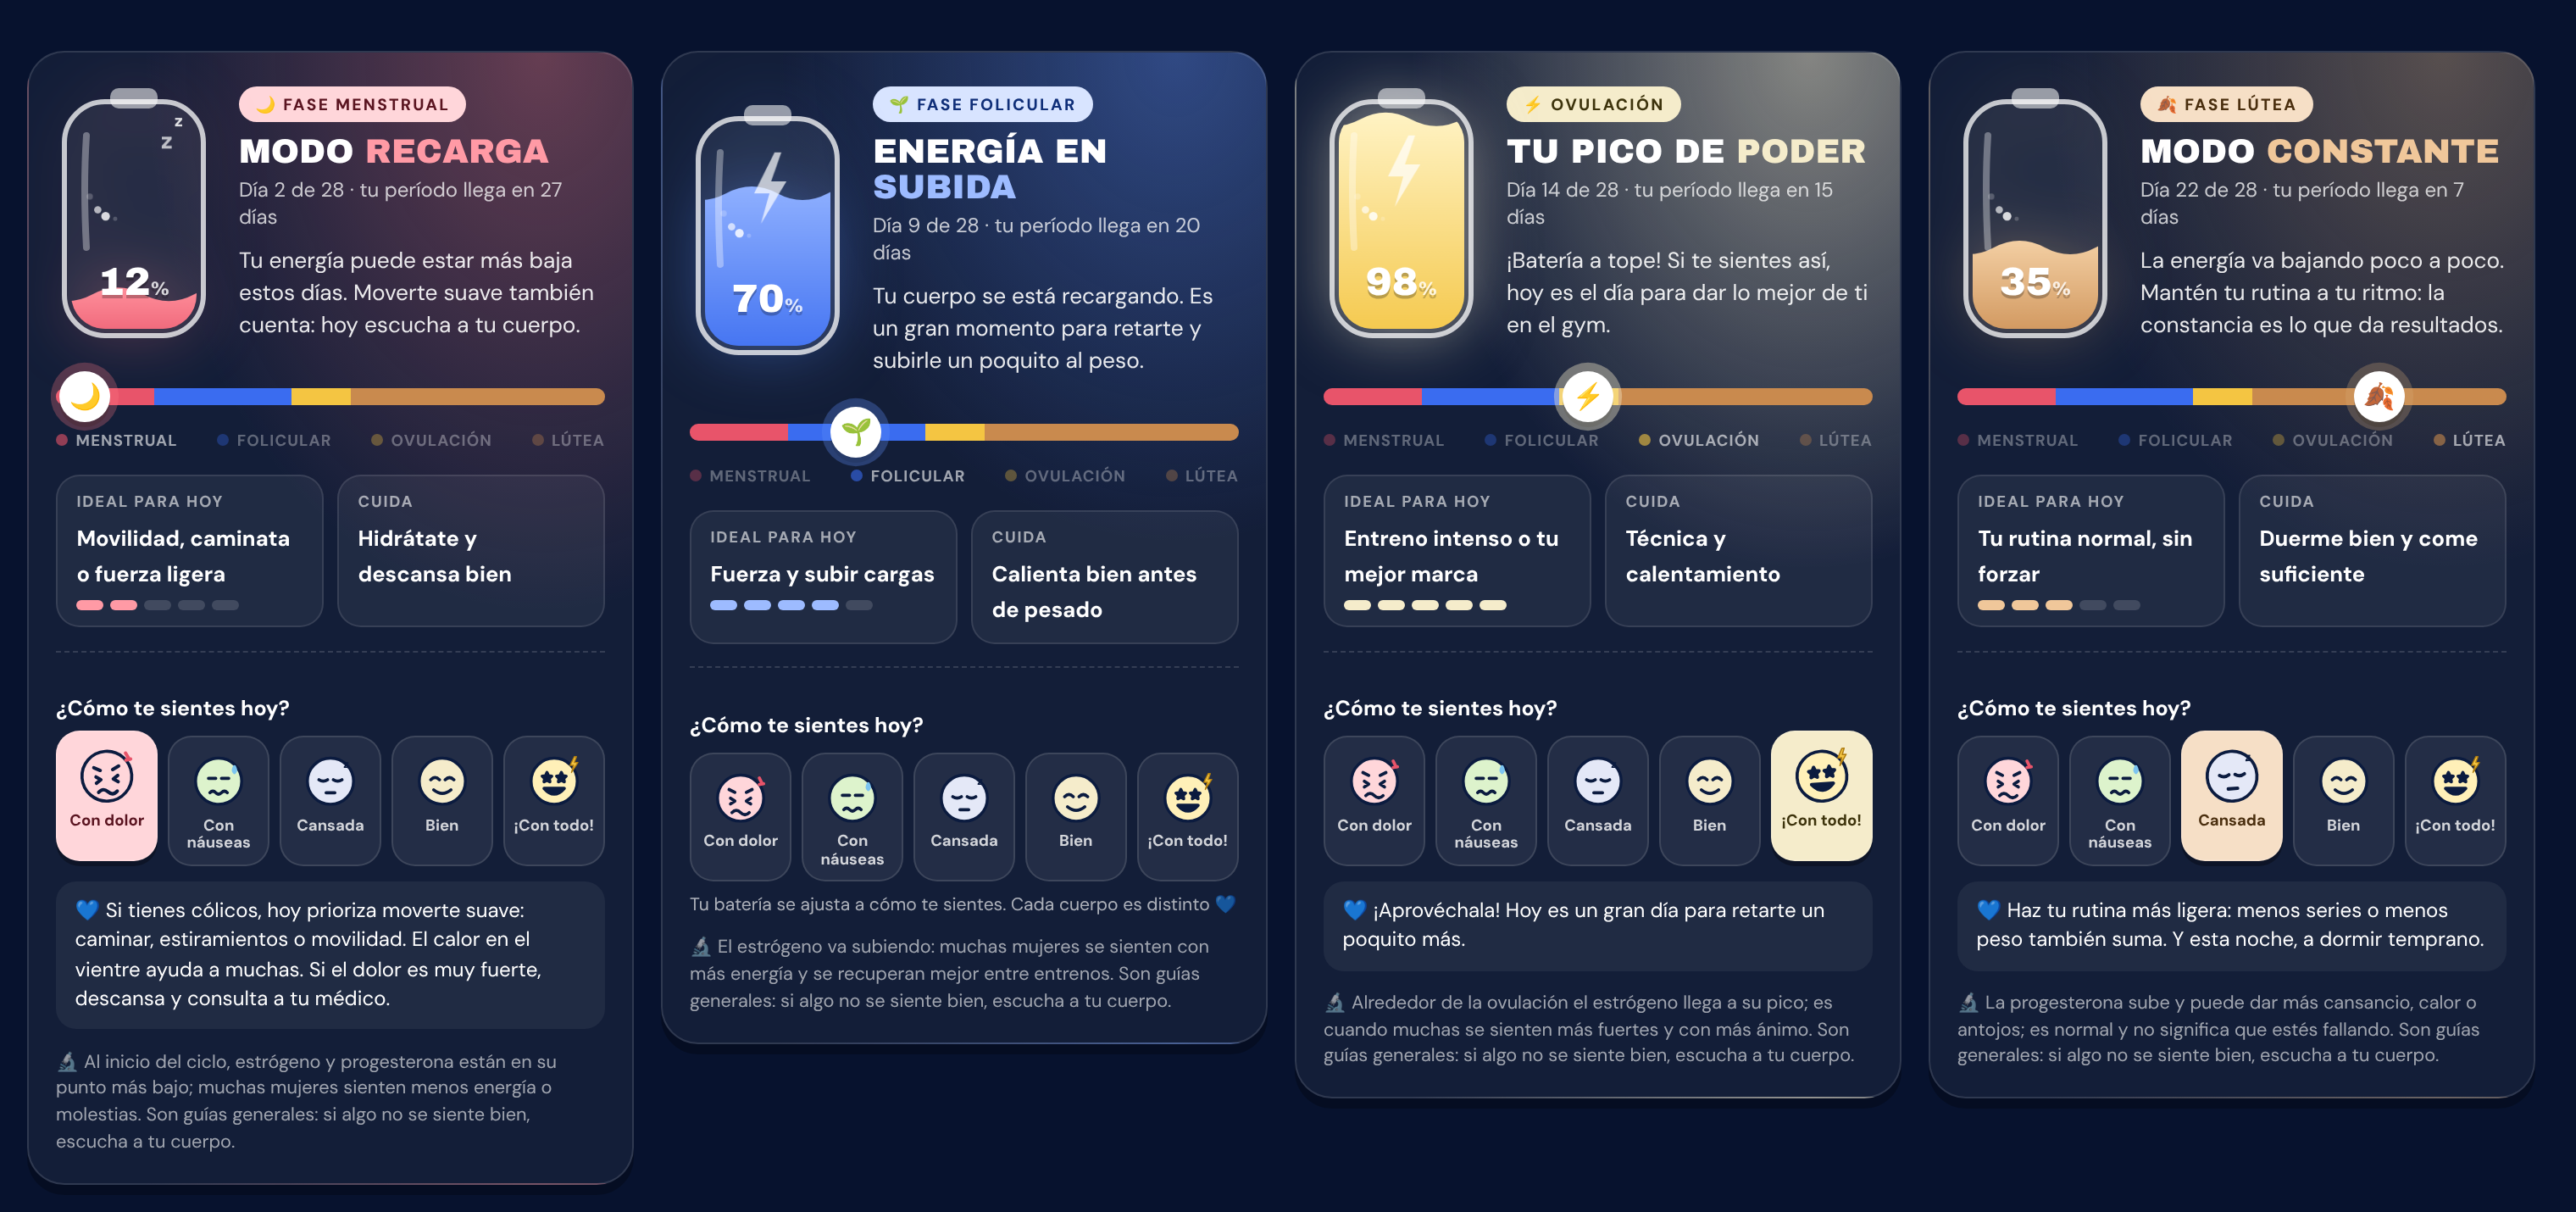 z
z
12%
🌙 FASE MENSTRUAL
MODO RECARGA
Día 2 de 28 · tu período llega en 27
días
Tu energía puede estar más baja
estos días. Moverte suave también
cuenta: hoy escucha a tu cuerpo.
MENSTRUAL FOLICULAR OVULACIÓN LÚTEA
IDEAL PARA HOY
Movilidad, caminata
o fuerza ligera
CUIDA
Hidrátate y
descansa bien
¿Cómo te sientes hoy?
Con dolor
Con
náuseas
Cansada
Bien
¡Con todo!
💙 Si tienes cólicos, hoy prioriza moverte suave:
caminar, estiramientos o movilidad. El calor en el
vientre ayuda a muchas. Si el dolor es muy fuerte,
descansa y consulta a tu médico.
🔬 Al inicio del ciclo, estrógeno y progesterona están en su
punto más bajo; muchas mujeres sienten menos energía o
molestias. Son guías generales: si algo no se siente bien,
escucha a tu cuerpo.
70%
🌱 FASE FOLICULAR
ENERGÍA EN
SUBIDA
Día 9 de 28 · tu período llega en 20
días
Tu cuerpo se está recargando. Es
un gran momento para retarte y
subirle un poquito al peso.
MENSTRUAL FOLICULAR OVULACIÓN LÚTEA
IDEAL PARA HOY
Fuerza y subir cargas
CUIDA
Calienta bien antes
de pesado
¿Cómo te sientes hoy?
Con dolor
Con
náuseas
Cansada
Bien
¡Con todo!
Tu batería se ajusta a cómo te sientes. Cada cuerpo es distinto 💙
🔬 El estrógeno va subiendo: muchas mujeres se sienten con
más energía y se recuperan mejor entre entrenos. Son guías
generales: si algo no se siente bien, escucha a tu cuerpo.
98%
⚡ OVULACIÓN
TU PICO DE PODER
Día 14 de 28 · tu período llega en 15
días
¡Batería a tope! Si te sientes así,
hoy es el día para dar lo mejor de ti
en el gym.
MENSTRUAL FOLICULAR OVULACIÓN LÚTEA
IDEAL PARA HOY
Entreno intenso o tu
mejor marca
CUIDA
Técnica y
calentamiento
¿Cómo te sientes hoy?
Con dolor
Con
náuseas
Cansada
Bien
¡Con todo!
💙 ¡Aprovéchala! Hoy es un gran día para retarte un
poquito más.
🔬 Alrededor de la ovulación el estrógeno llega a su pico; es
cuando muchas se sienten más fuertes y con más ánimo. Son
guías generales: si algo no se siente bien, escucha a tu cuerpo.
35%
🍂 FASE LÚTEA
MODO CONSTANTE
Día 22 de 28 · tu período llega en 7
días
La energía va bajando poco a poco.
Mantén tu rutina a tu ritmo: la
constancia es lo que da resultados.
MENSTRUAL FOLICULAR OVULACIÓN LÚTEA
IDEAL PARA HOY
Tu rutina normal, sin
forzar
CUIDA
Duerme bien y come
suficiente
¿Cómo te sientes hoy?
Con dolor
Con
náuseas
Cansada
Bien
¡Con todo!
💙 Haz tu rutina más ligera: menos series o menos
peso también suma. Y esta noche, a dormir temprano.
🔬 La progesterona sube y puede dar más cansancio, calor o
antojos; es normal y no significa que estés fallando. Son guías
generales: si algo no se siente bien, escucha a tu cuerpo.